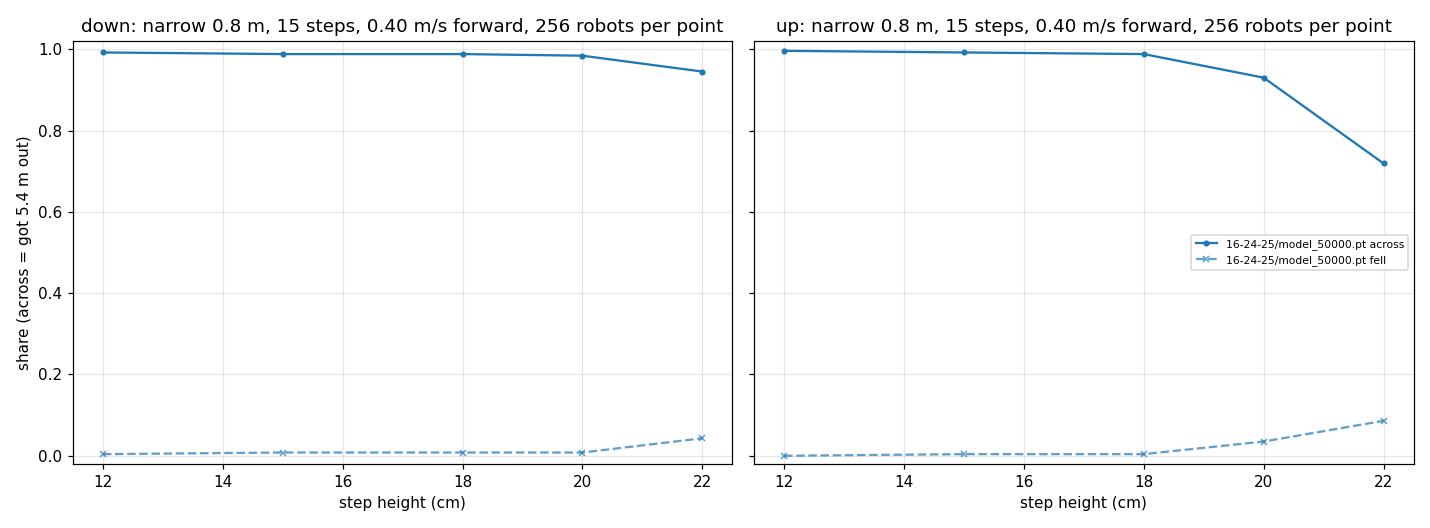 down: narrow 0.8 m, 15 steps, 0.40 m/s forward, 256 robots per point
up: narrow 0.8 m, 15 steps, 0.40 m/s forward, 256 robots per point
share (across = got 5.4 m out)
1.0
0.8
0.6
0.4
0.2
0.0
12 14 16 18 20 22
step height (cm)
16-24-25/model_50000.pt across
16-24-25/model_50000.pt fell
12 14 16 18 20 22
step height (cm)